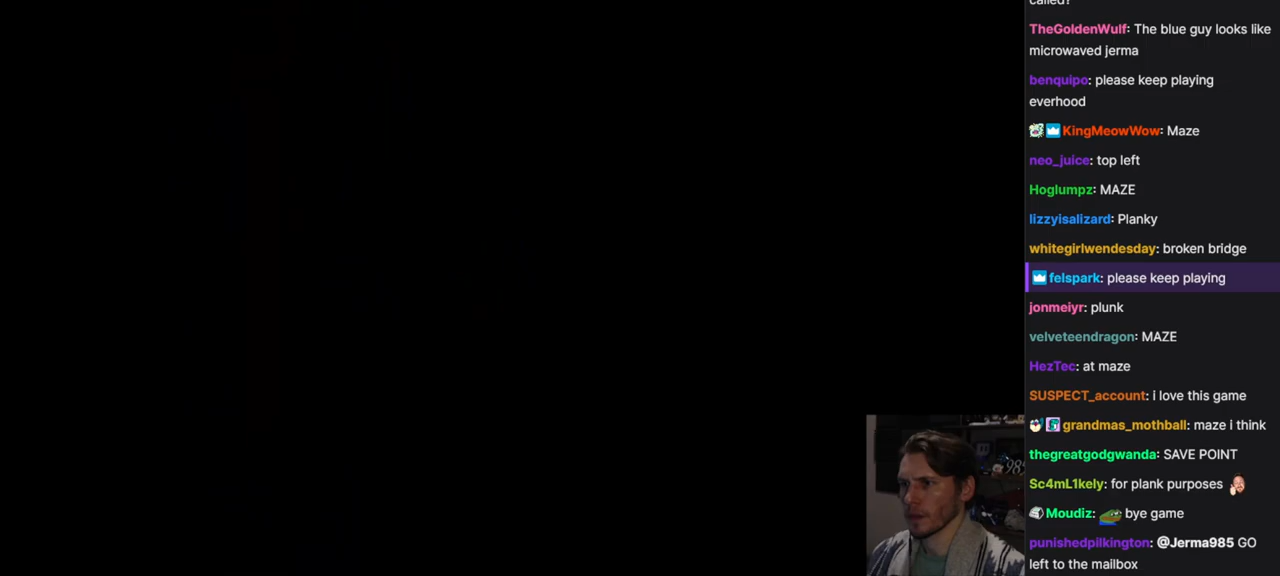 called?
TheGoldenWulf: The blue guy looks like
microwaved jerma
benquipo: please keep playing
everhood
KingMeowWow: Maze
neo_juice: top left
Hoglumpz: MAZE
lizzyisalizard: Planky
whitegirlwendesday: broken bridge
felspark: please keep playing
jonmeiyr: plunk
velveteendragon: MAZE
HezTec: at maze
SUSPECT_account: i love this game
grandmas_mothball: maze i think
thegreatgodgwanda: SAVE POINT
Sc4mL1kely: for plank purposes
Moudiz: bye game
punishedpilkington: @Jerma985 GO
left to the mailbox